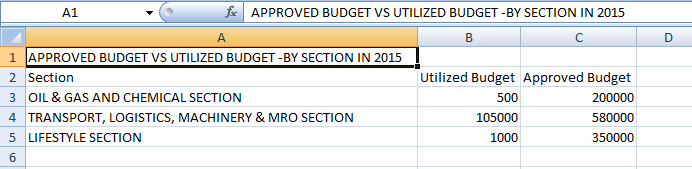 A1 fx APPROVED BUDGET VS UTILIZED BUDGET -BY SECTION IN 2015
A B C D
1 APPROVED BUDGET VS UTILIZED BUDGET -BY SECTION IN 2015
2 Section Utilized Budget Approved Budget
3 OIL & GAS AND CHEMICAL SECTION 500 200000
4 TRANSPORT, LOGISTICS, MACHINERY & MRO SECTION 105000 580000
5 LIFESTYLE SECTION 1000 350000
6